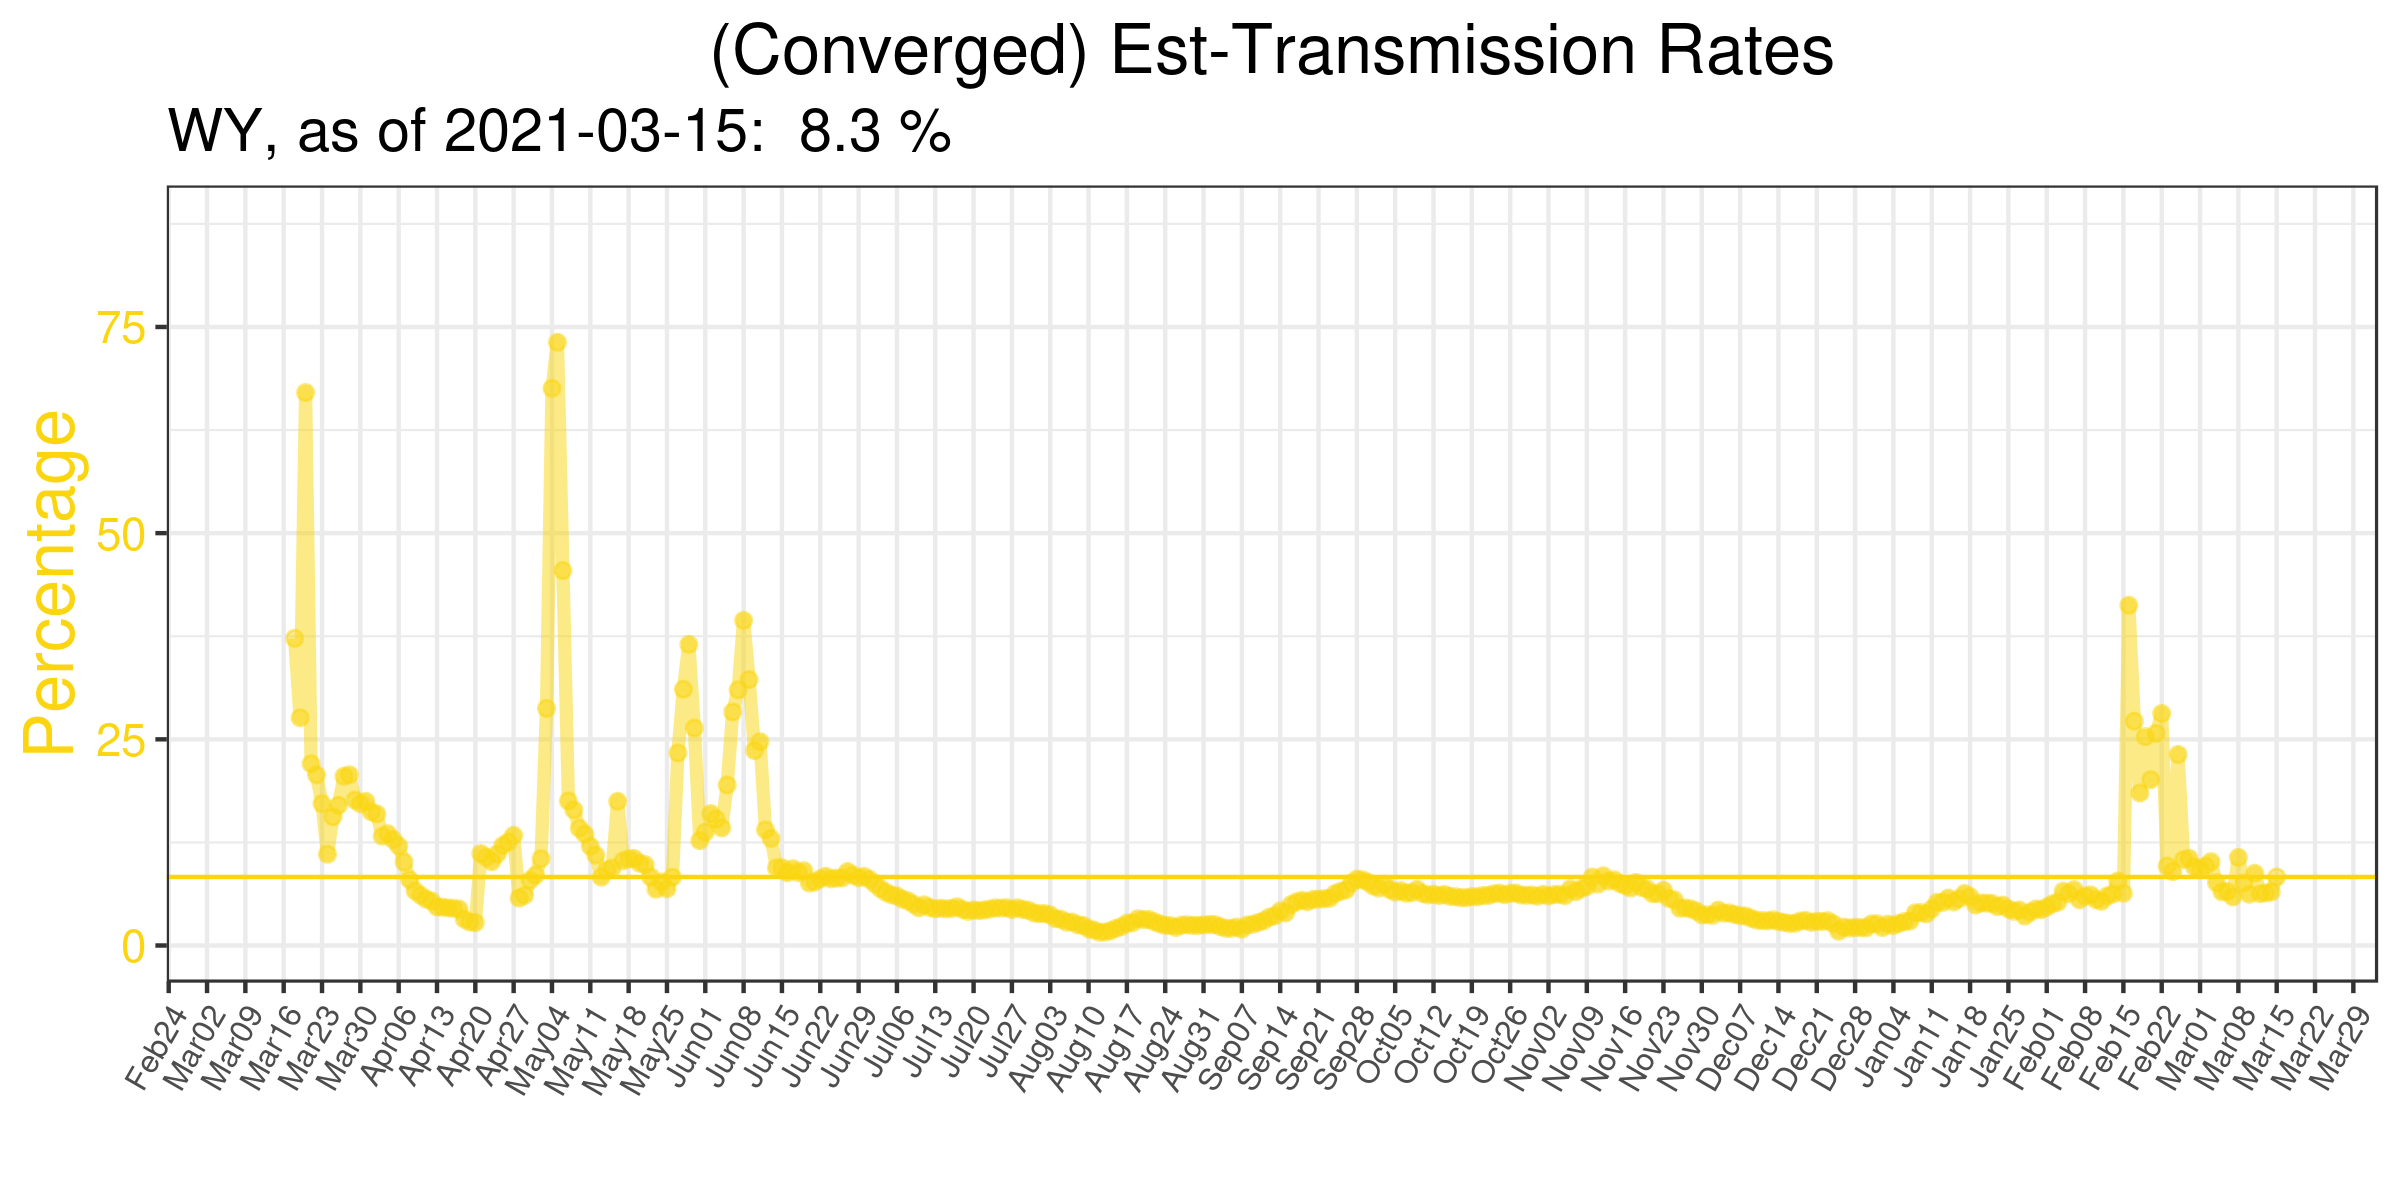 (Converged) Est-Transmission Rates
WY, as of 2021-03-15:  8.3 %
Percentage
75
50
25
0
Feb24
Mar02
Mar09
Mar16
Mar23
Mar30
Apr06
Apr13
Apr20
Apr27
May04
May11
May18
May25
Jun01
Jun08
Jun15
Jun22
Jun29
Jul06
Jul13
Jul20
Jul27
Aug03
Aug10
Aug17
Aug24
Aug31
Sep07
Sep14
Sep21
Sep28
Oct05
Oct12
Oct19
Oct26
Nov02
Nov09
Nov16
Nov23
Nov30
Dec07
Dec14
Dec21
Dec28
Jan04
Jan11
Jan18
Jan25
Feb01
Feb08
Feb15
Feb22
Mar01
Mar08
Mar15
Mar22
Mar29